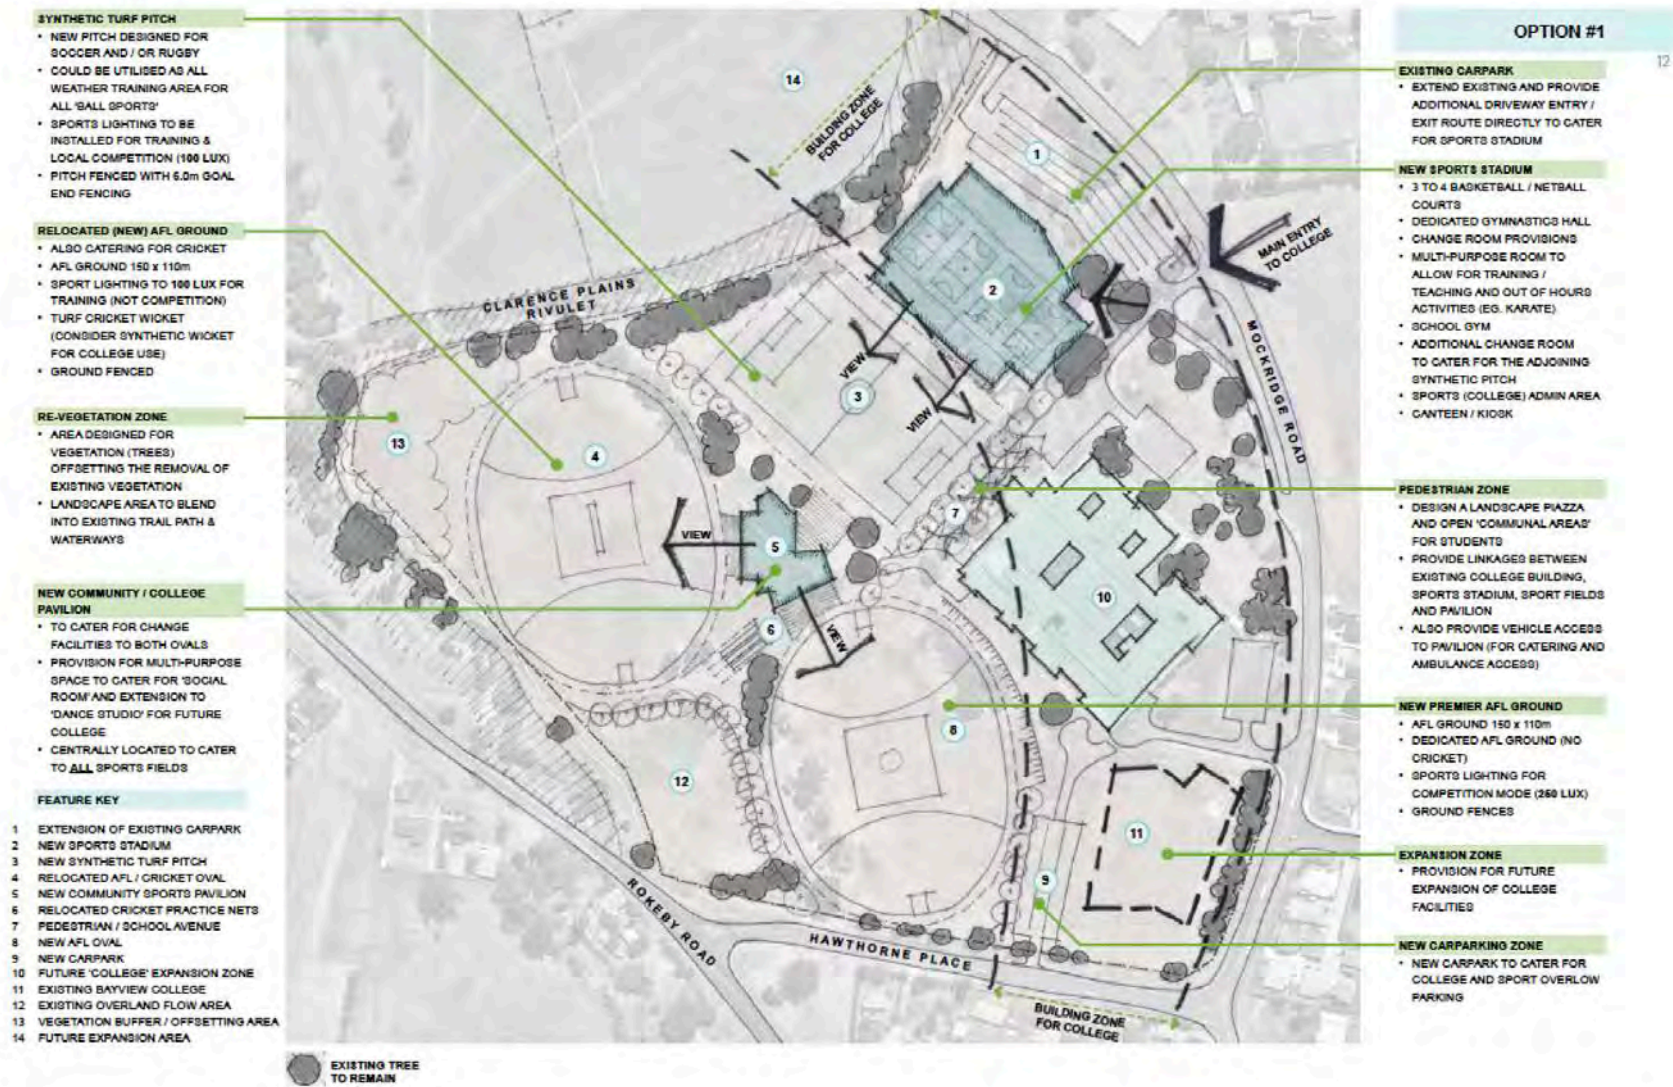 SYNTHETIC TURF PITCH
• NEW PITCH DESIGNED FOR
SOCCER AND / OR RUGBY
• COULD BE UTILISED AS ALL
WEATHER TRAINING AREA FOR
ALL 'BALL SPORTS'
• SPORTS LIGHTING TO BE
INSTALLED FOR TRAINING &
LOCAL COMPETITION (100 LUX)
• PITCH FENCED WITH 5.0m GOAL
END FENCING
RELOCATED (NEW) AFL GROUND
• ALSO CATERING FOR CRICKET
• AFL GROUND 150 x 110m
• SPORT LIGHTING TO 100 LUX FOR
TRAINING (NOT COMPETITION)
• TURF CRICKET WICKET
(CONSIDER SYNTHETIC WICKET
FOR COLLEGE USE)
• GROUND FENCED
RE-VEGETATION ZONE
• AREA DESIGNED FOR
VEGETATION (TREES)
OFFSETTING THE REMOVAL OF
EXISTING VEGETATION
• LANDSCAPE AREA TO BLEND
INTO EXISTING TRAIL PATH &
WATERWAYS
NEW COMMUNITY / COLLEGE
PAVILION
• TO CATER FOR CHANGE
FACILITIES TO BOTH OVALS
• PROVISION FOR MULTI-PURPOSE
SPACE TO CATER FOR 'SOCIAL
ROOM' AND EXTENSION TO
'DANCE STUDIO' FOR FUTURE
COLLEGE
• CENTRALLY LOCATED TO CATER
TO ALL SPORTS FIELDS
FEATURE KEY
1 EXTENSION OF EXISTING CARPARK
2 NEW SPORTS STADIUM
3 NEW SYNTHETIC TURF PITCH
4 RELOCATED AFL / CRICKET OVAL
5 NEW COMMUNITY SPORTS PAVILION
6 RELOCATED CRICKET PRACTICE NETS
7 PEDESTRIAN / SCHOOL AVENUE
8 NEW AFL OVAL
9 NEW CARPARK
10 FUTURE 'COLLEGE' EXPANSION ZONE
11 EXISTING BAYVIEW COLLEGE
12 EXISTING OVERLAND FLOW AREA
13 VEGETATION BUFFER / OFFSETTING AREA
14 FUTURE EXPANSION AREA
EXISTING TREE
TO REMAIN
14
BUILDING ZONE
FOR COLLEGE
1
MAIN ENTRY
TO COLLEGE
CLARENCE PLAINS
RIVULET
2
MOCKRIDGE ROAD
VIEW
3
VIEW
13
4
7
VIEW
5
10
6
VIEW
8
12
11
9
ROKEBY ROAD
HAWTHORNE PLACE
BUILDING ZONE
FOR COLLEGE
OPTION #1
12
EXISTING CARPARK
• EXTEND EXISTING AND PROVIDE
ADDITIONAL DRIVEWAY ENTRY /
EXIT ROUTE DIRECTLY TO CATER
FOR SPORTS STADIUM
NEW SPORTS STADIUM
• 3 TO 4 BASKETBALL / NETBALL
COURTS
• DEDICATED GYMNASTICS HALL
• CHANGE ROOM PROVISIONS
• MULTI-PURPOSE ROOM TO
ALLOW FOR TRAINING /
TEACHING AND OUT OF HOURS
ACTIVITIES (EG. KARATE)
• SCHOOL GYM
• ADDITIONAL CHANGE ROOM
TO CATER FOR THE ADJOINING
SYNTHETIC PITCH
• SPORTS (COLLEGE) ADMIN AREA
• CANTEEN / KIOSK
PEDESTRIAN ZONE
• DESIGN A LANDSCAPE PIAZZA
AND OPEN 'COMMUNAL AREAS'
FOR STUDENTS
• PROVIDE LINKAGES BETWEEN
EXISTING COLLEGE BUILDING,
SPORTS STADIUM, SPORT FIELDS
AND PAVILION
• ALSO PROVIDE VEHICLE ACCESS
TO PAVILION (FOR CATERING AND
AMBULANCE ACCESS)
NEW PREMIER AFL GROUND
• AFL GROUND 150 x 110m
• DEDICATED AFL GROUND (NO
CRICKET)
• SPORTS LIGHTING FOR
COMPETITION MODE (250 LUX)
• GROUND FENCES
EXPANSION ZONE
• PROVISION FOR FUTURE
EXPANSION OF COLLEGE
FACILITIES
NEW CARPARKING ZONE
• NEW CARPARK TO CATER FOR
COLLEGE AND SPORT OVERLOW
PARKING